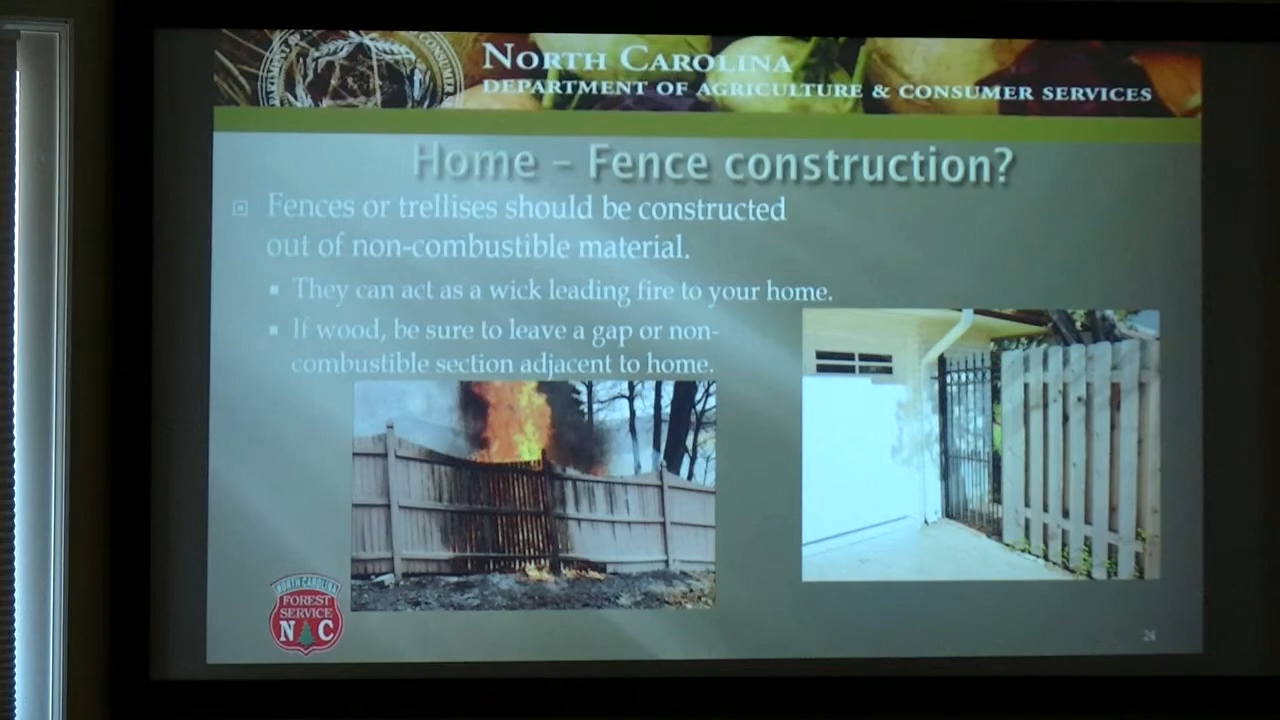 NORTH CAROLINA
DEPARTMENT OF AGRICULTURE & CONSUMER SERVICES
Home – Fence construction?
Fences or trellises should be constructed
out of non-combustible material.
They can act as a wick leading fire to your home.
If wood, be sure to leave a gap or non-
combustible section adjacent to home.
NORTH CAROLINA
FOREST
SERVICE
N C
24